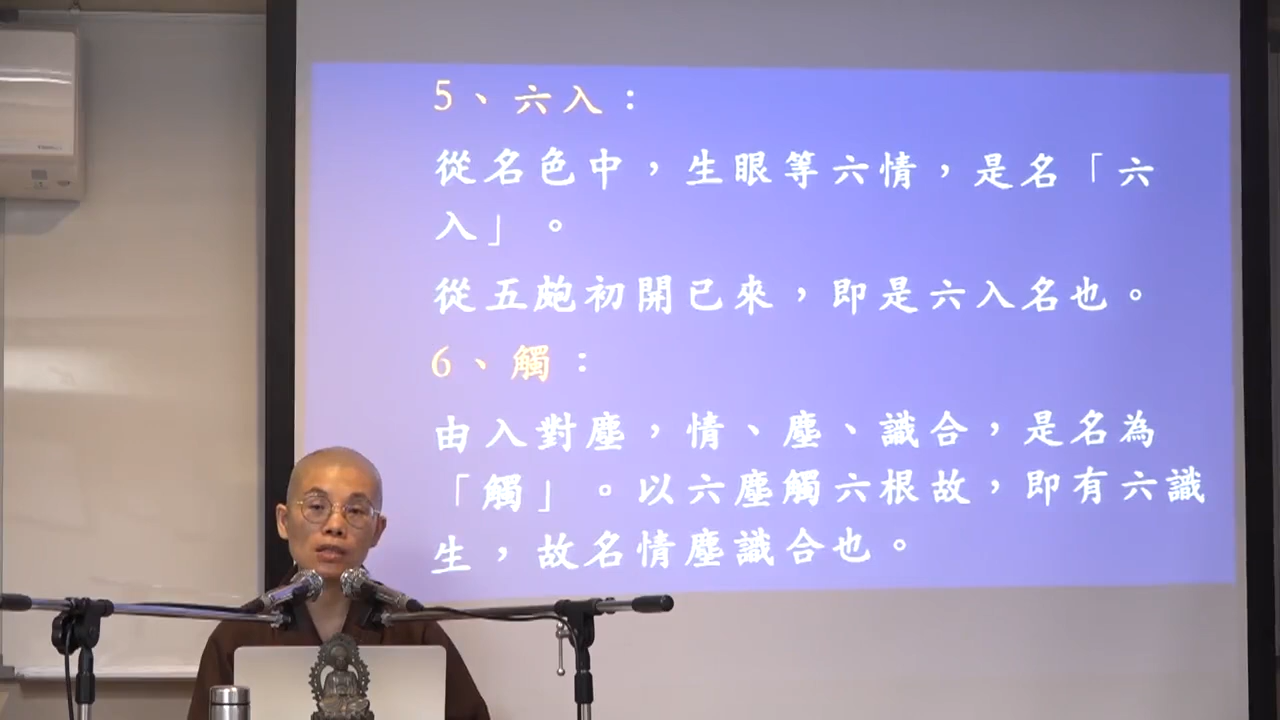 5、六入：
從名色中，生眼等六情，是名「六
入」。
從五皰初開已來，即是六入名也。
6、觸：
由入對塵，情、塵、識合，是名為
「觸」。以六塵觸六根故，即有六識
生，故名情塵識合也。